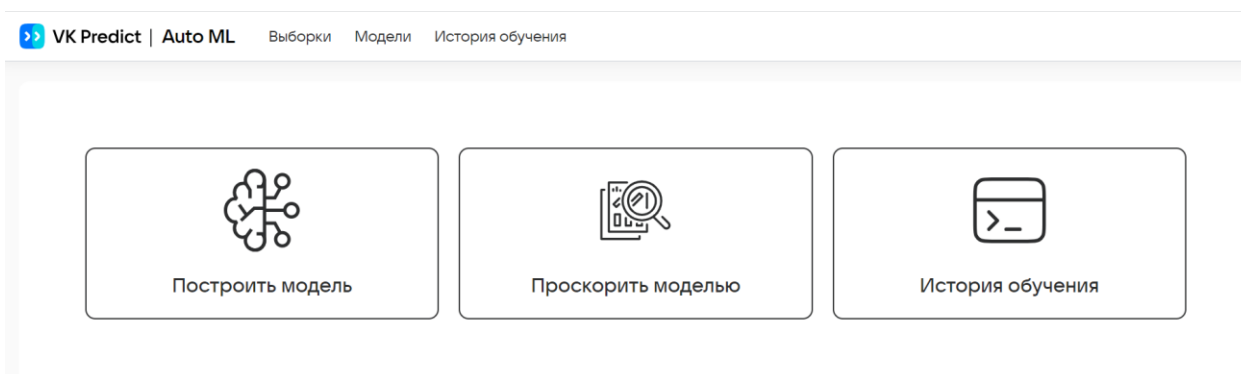 VK Predict | Auto ML Выборки Модели История обучения
Построить модель Проскорить моделью История обучения